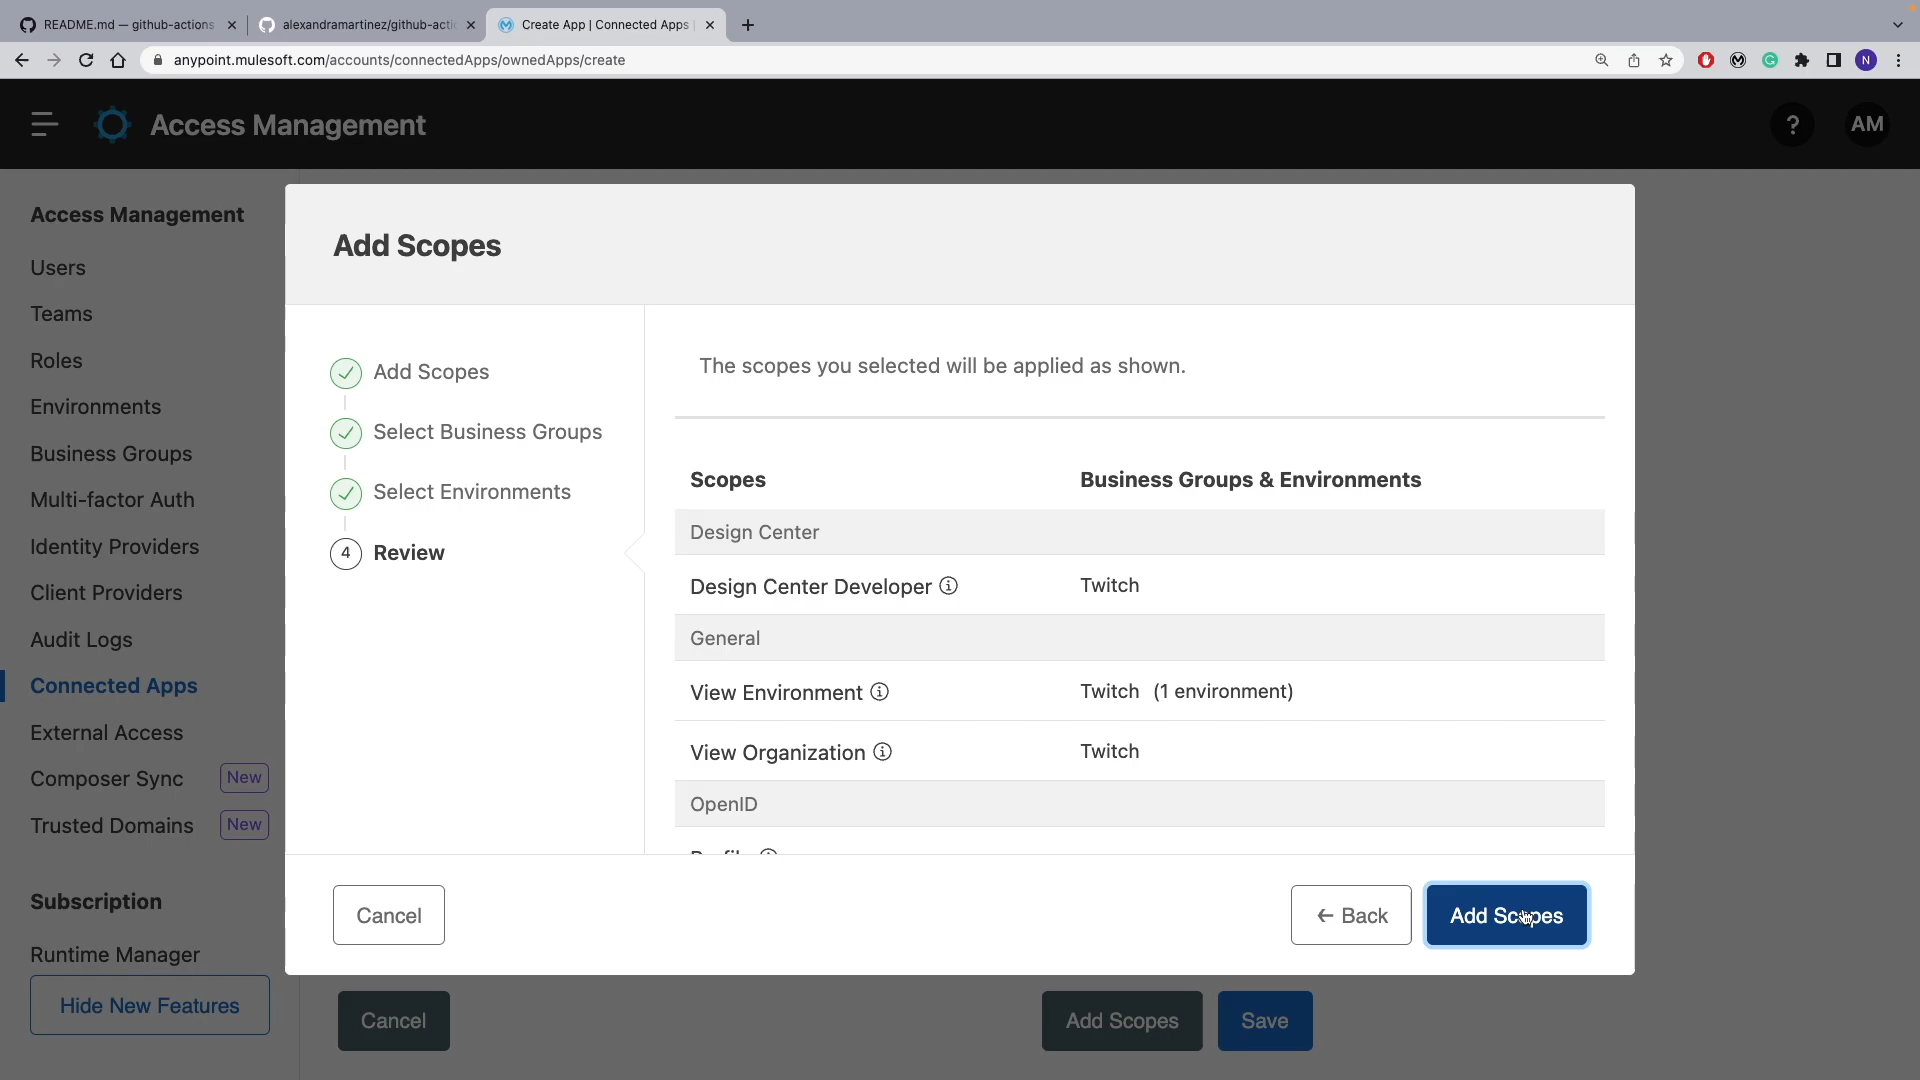 README.md — github-actions
alexandramartinez/github-acti
Create App | Connected Apps |
anypoint.mulesoft.com/accounts/connectedApps/ownedApps/create
N
Access Management
?
AM
Access Management
Users
Teams
Roles
Environments
Business Groups
Multi-factor Auth
Identity Providers
Client Providers
Audit Logs
Connected Apps
External Access
Composer Sync New
Trusted Domains New
Subscription
Runtime Manager
Hide New Features
Add Scopes
Add Scopes
Select Business Groups
Select Environments
4 Review
The scopes you selected will be applied as shown.
Scopes Business Groups & Environments
Design Center
Design Center Developer Twitch
General
View Environment Twitch (1 environment)
View Organization Twitch
OpenID
Cancel
← Back
Add Scopes
Cancel
Add Scopes
Save